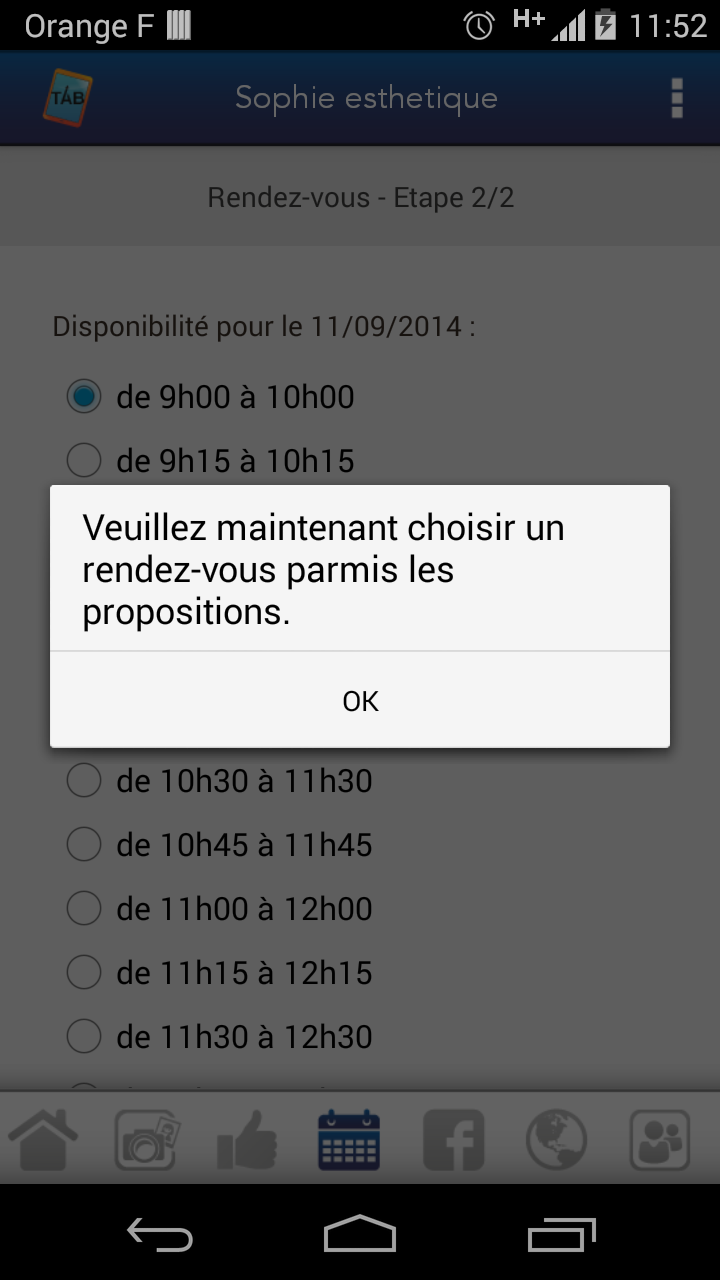 Orange F
H+
11:52
TAB
Sophie esthetique
Rendez-vous - Etape 2/2
Disponibilité pour le 11/09/2014 :
de 9h00 à 10h00
de 9h15 à 10h15
Veuillez maintenant choisir un
rendez-vous parmis les
propositions.
OK
de 10h30 à 11h30
de 10h45 à 11h45
de 11h00 à 12h00
de 11h15 à 12h15
de 11h30 à 12h30